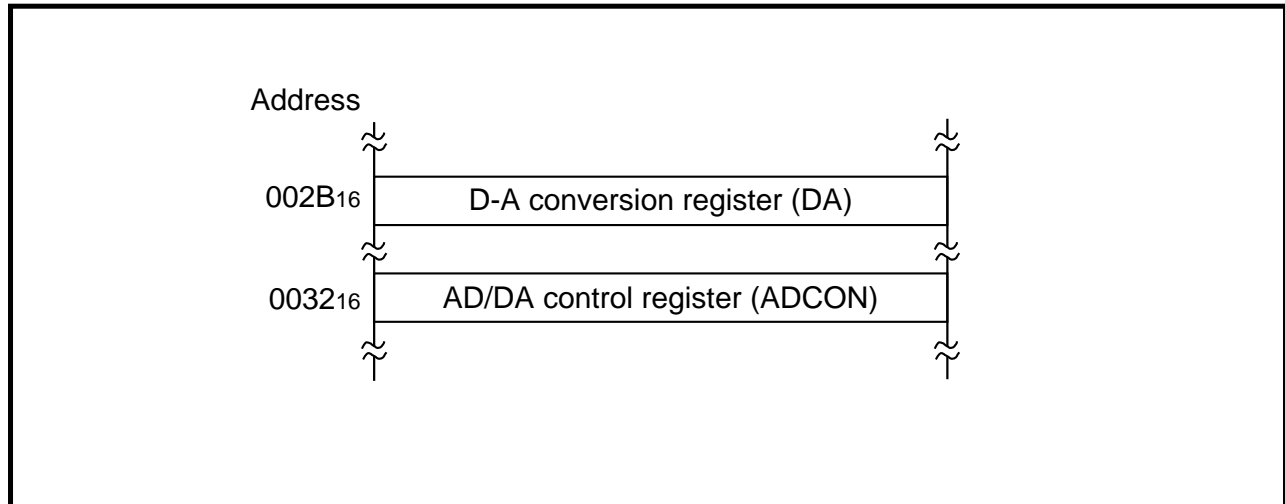 Address
002B16 D-A conversion register (DA)
003216 AD/DA control register (ADCON)